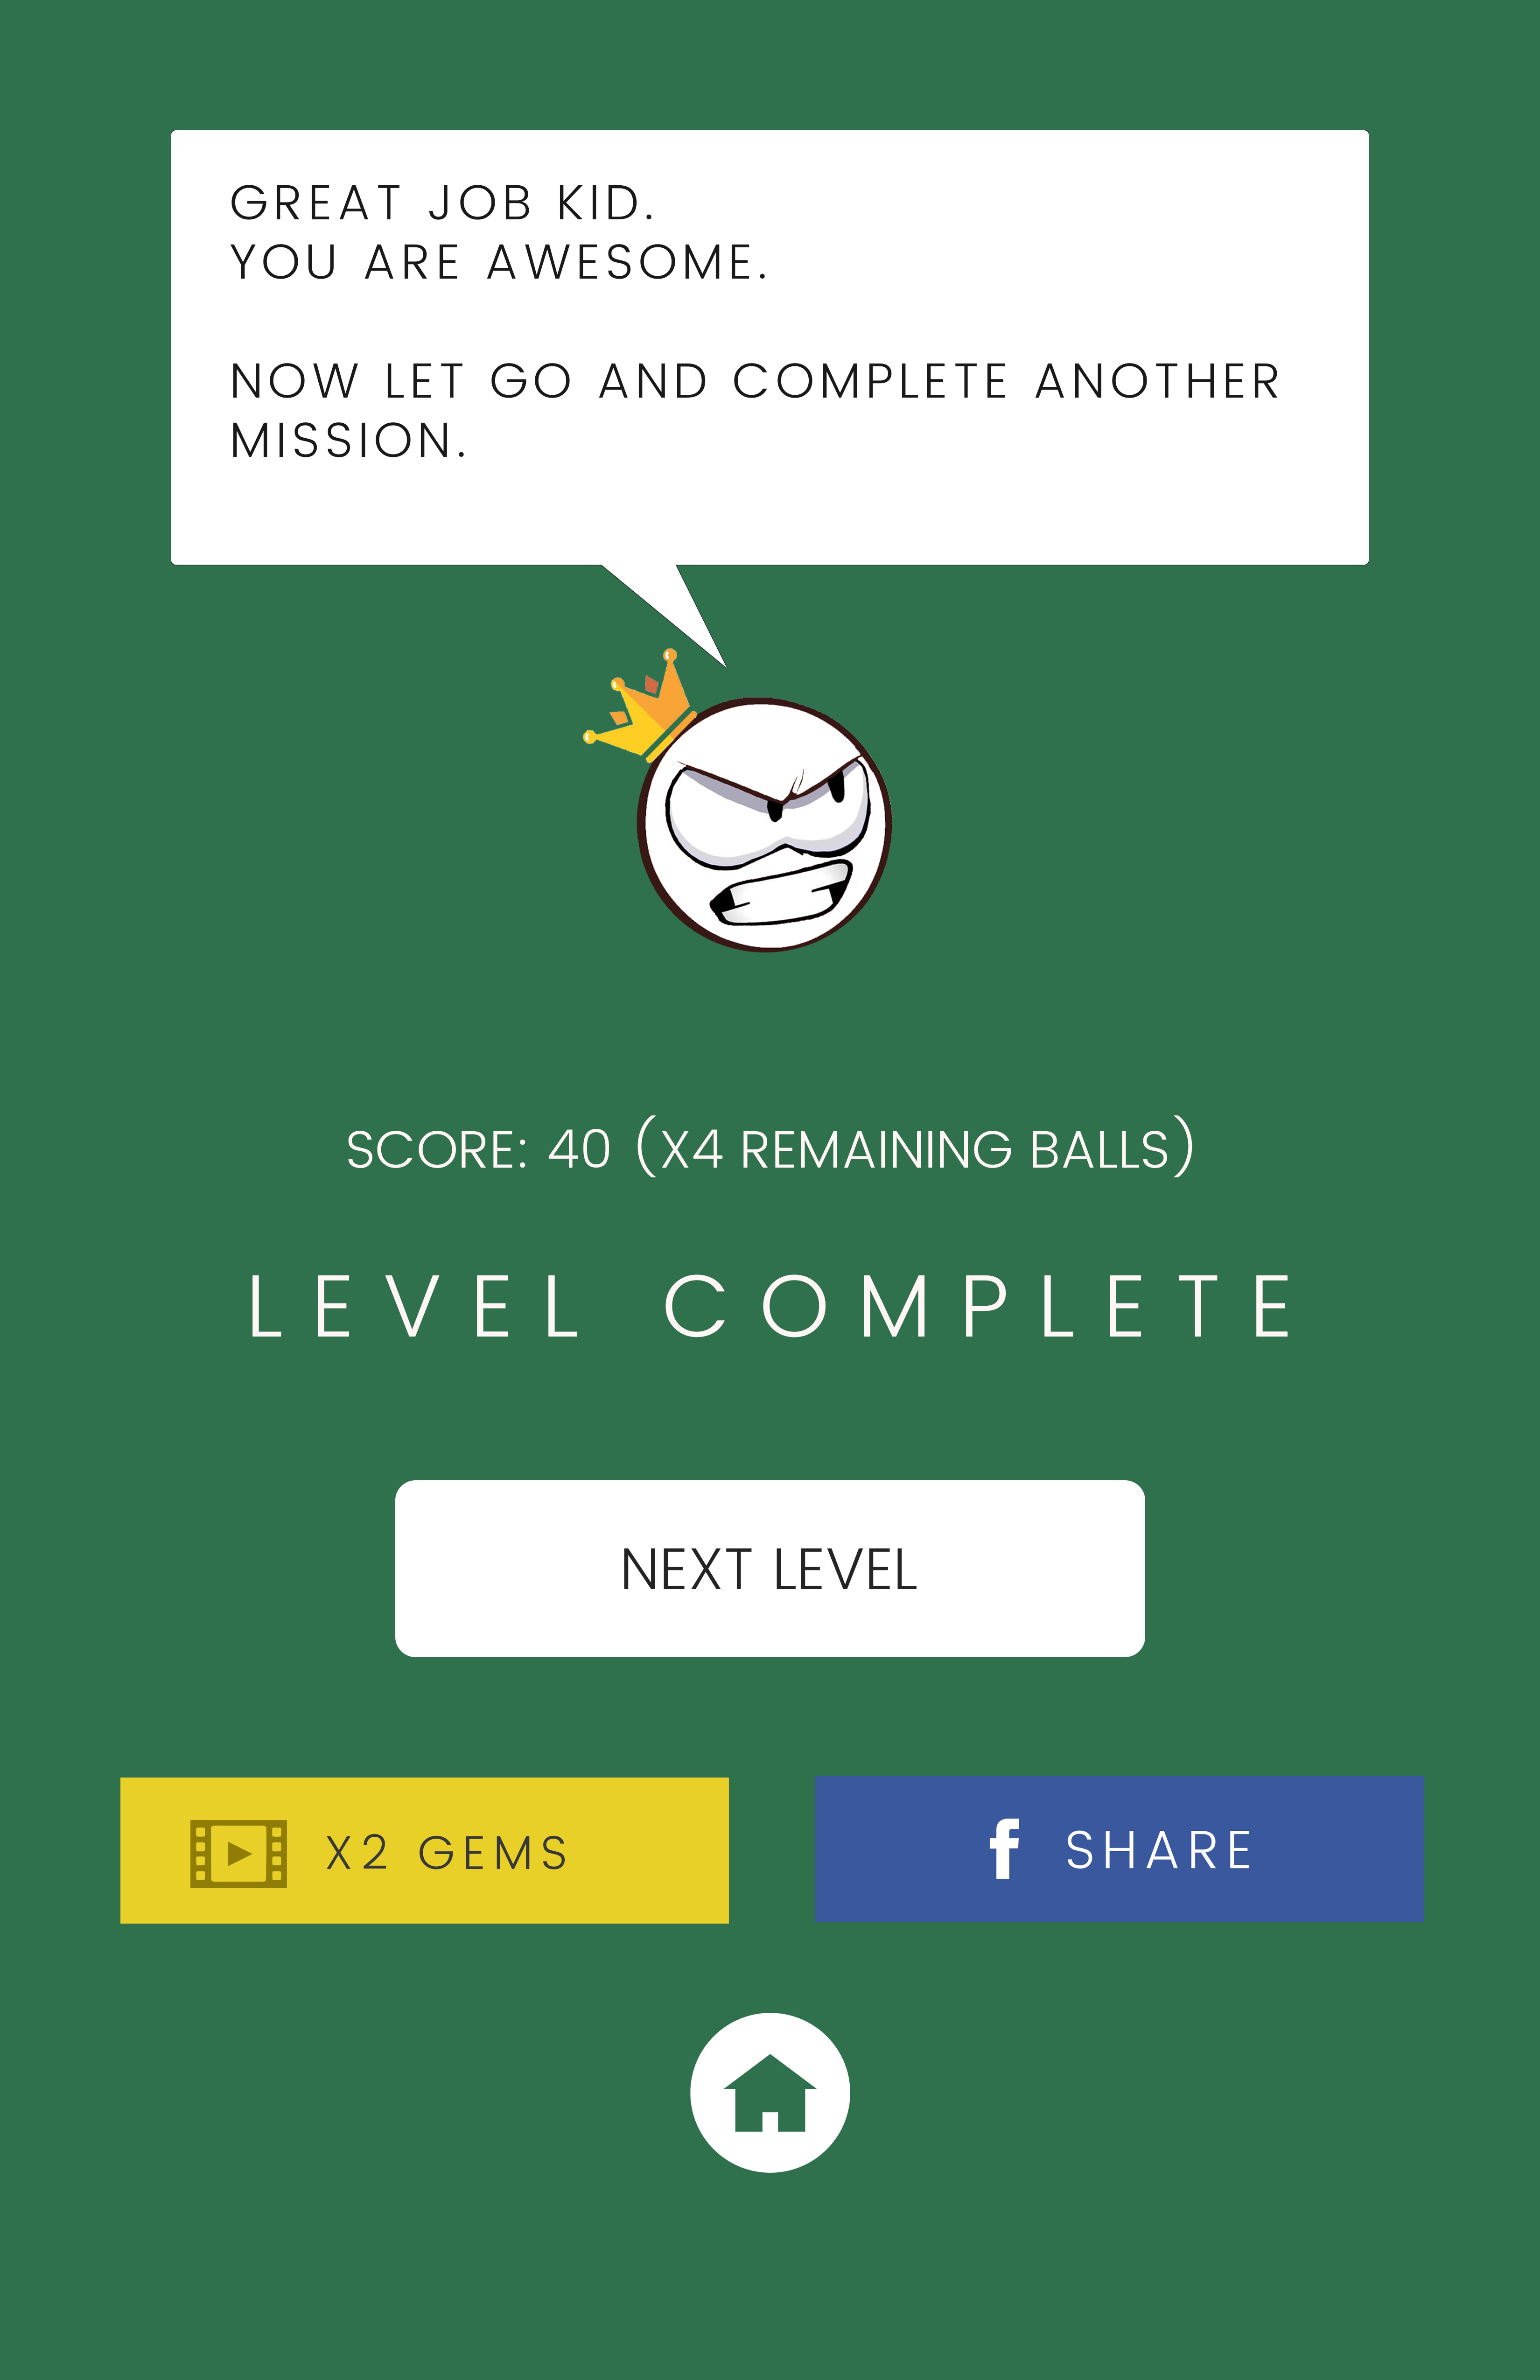 GREAT JOB KID.
YOU ARE AWESOME.
NOW LET GO AND COMPLETE ANOTHER
MISSION.
SCORE: 40 (X4 REMAINING BALLS)
LEVEL COMPLETE
NEXT LEVEL
X2 GEMS
f SHARE